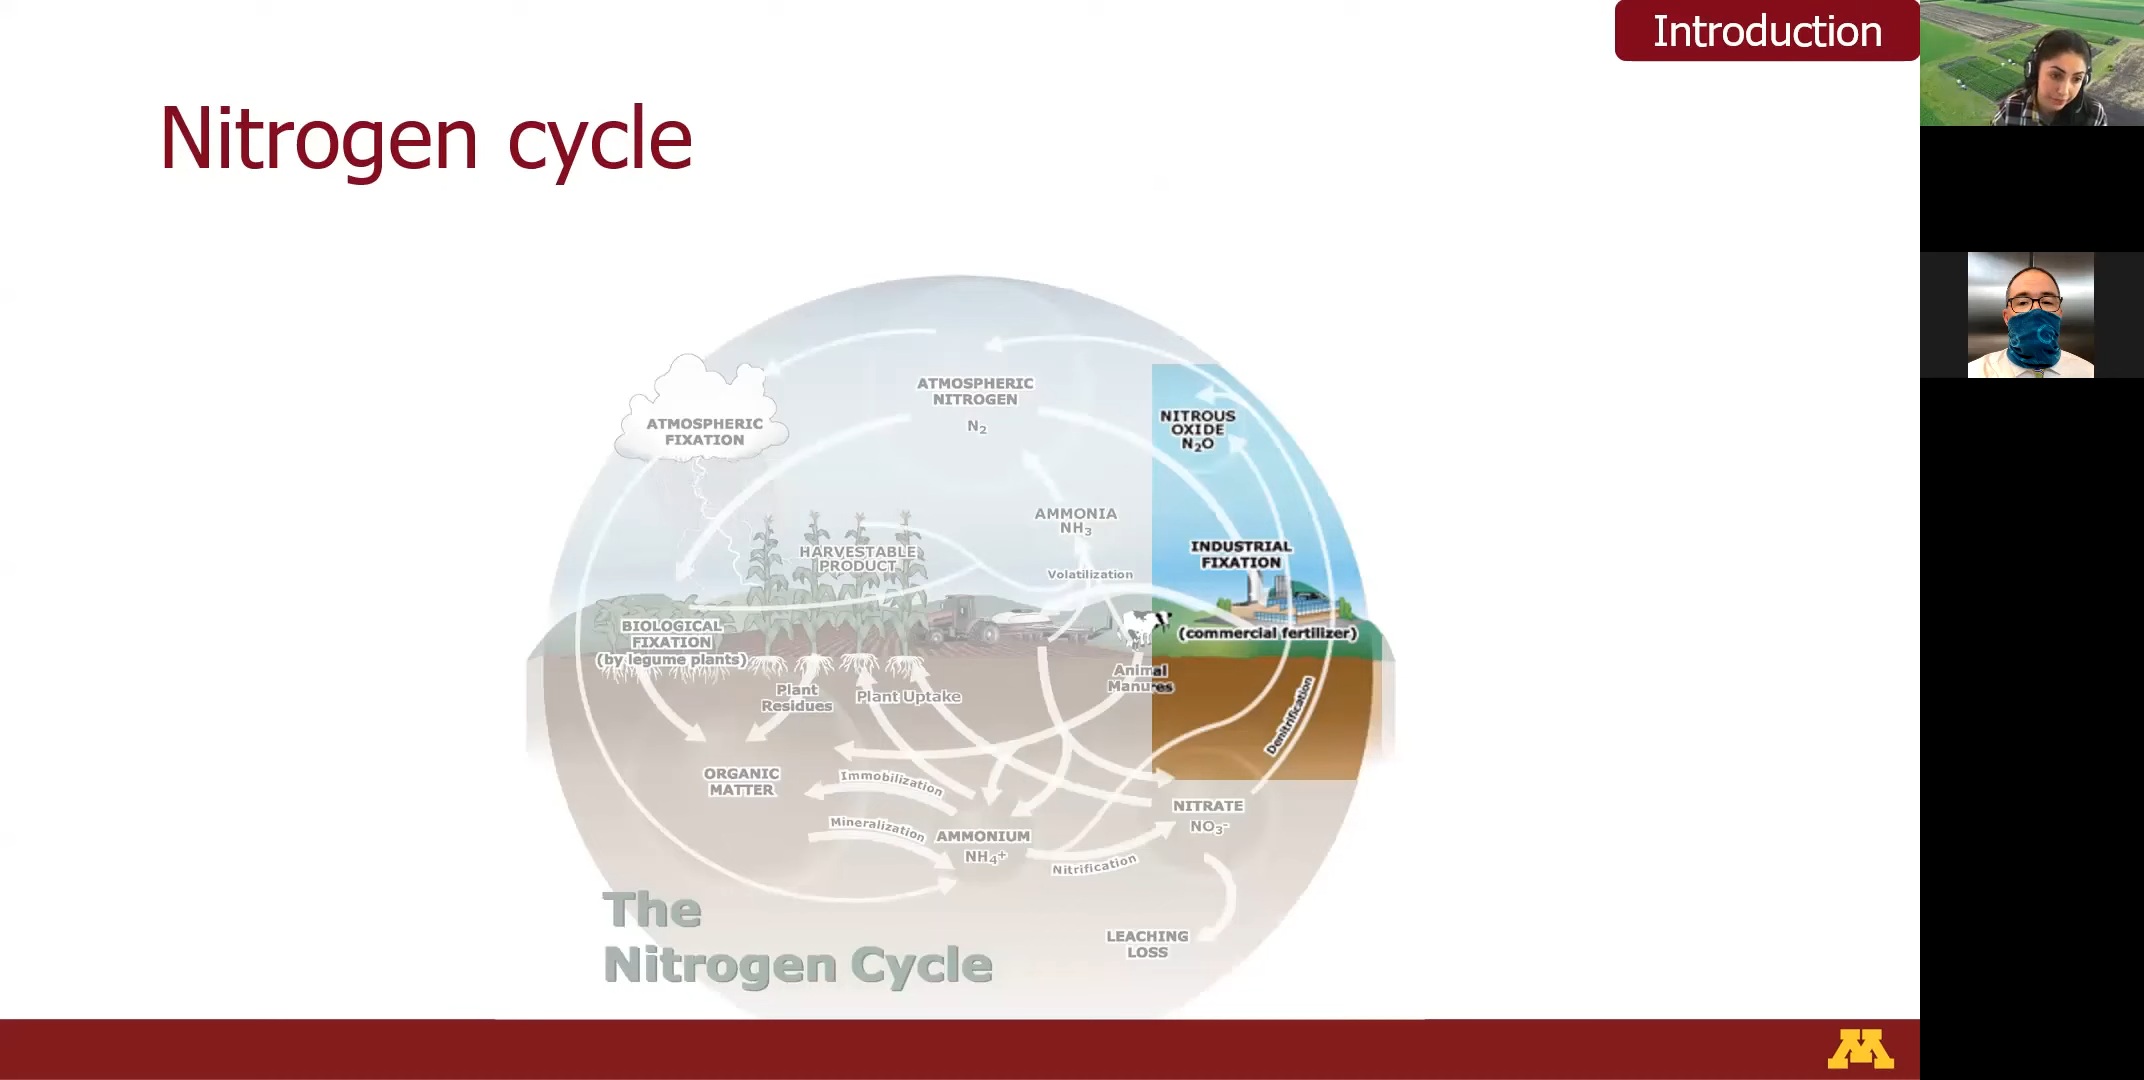 Introduction
Nitrogen cycle
ATMOSPHERIC
FIXATION
ATMOSPHERIC
NITROGEN
N₂
NITROUS
OXIDE
N₂O
AMMONIA
NH₃
Volatilization
HARVESTABLE
PRODUCT
INDUSTRIAL
FIXATION
(commercial fertilizer)
BIOLOGICAL
FIXATION
(by legume plants)
Plant
Residues
Plant Uptake
Animal
Manures
Denitrification
ORGANIC
MATTER
Immobilization
Mineralization
AMMONIUM
NH₄⁺
Nitrification
NITRATE
NO₃⁻
LEACHING
LOSS
The
Nitrogen Cycle
M